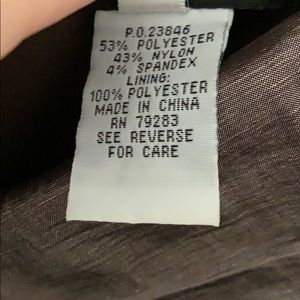 P.O.23846
53% POLYESTER
43% NYLON
4% SPANDEX
LINING:
100% POLYESTER
MADE IN CHINA
RN 79283
SEE REVERSE
FOR CARE